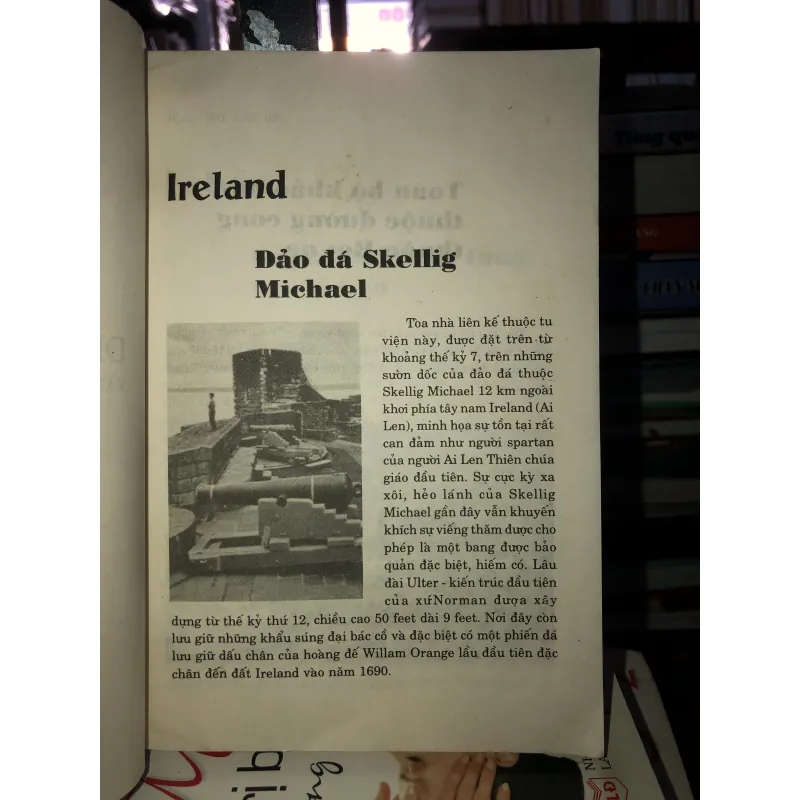 Ireland
Đảo đá Skellig
Michael
Toa nhà liên kế thuộc tu
viện này, được đặt trên từ
khoảng thế kỷ 7, trên những
sườn dốc của đảo đá thuộc
Skellig Michael 12 km ngoài
khơi phía tây nam Ireland (Ai
Len), minh họa sự tồn tại rất
can đảm như người spartan
của người Ai Len Thiên chúa
giáo đầu tiên. Sự cực kỳ xa
xôi, hẻo lánh của Skellig
Michael gần đây vẫn khuyến
khích sự viếng thăm được cho
phép là một bang được bảo
quản đặc biệt, hiếm có. Lâu
đài Ulter - kiến trúc đầu tiên
của xứNorman đượa xây
dựng từ thế kỷ thứ 12, chiều cao 50 feet dài 9 feet. Nơi đây còn
lưu giữ những khẩu súng đại bác cổ và đặc biệt có một phiến đá
lưu giữ dấu chân của hoàng đế Willam Orange lẩu đầu tiên đặc
chân đến đất Ireland vào năm 1690.
Tổng qu